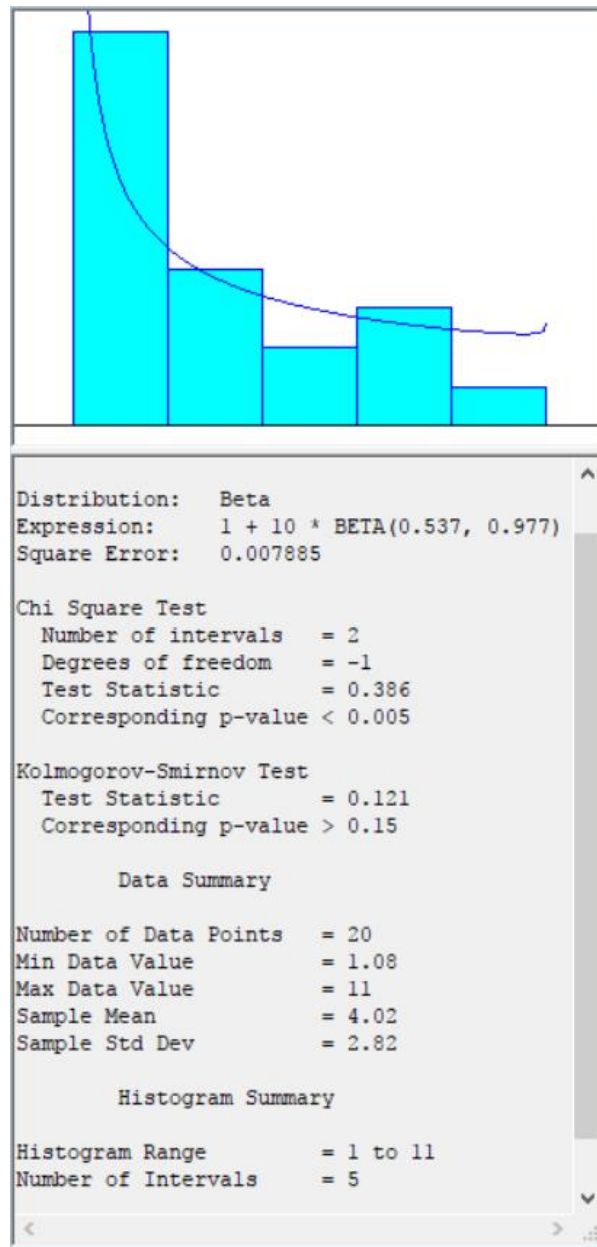 Distribution: Beta
Expression: 1 + 10 * BETA(0.537, 0.977)
Square Error: 0.007885
Chi Square Test
Number of intervals = 2
Degrees of freedom = -1
Test Statistic = 0.386
Corresponding p-value < 0.005
Kolmogorov-Smirnov Test
Test Statistic = 0.121
Corresponding p-value > 0.15
Data Summary
Number of Data Points = 20
Min Data Value = 1.08
Max Data Value = 11
Sample Mean = 4.02
Sample Std Dev = 2.82
Histogram Summary
Histogram Range = 1 to 11
Number of Intervals = 5